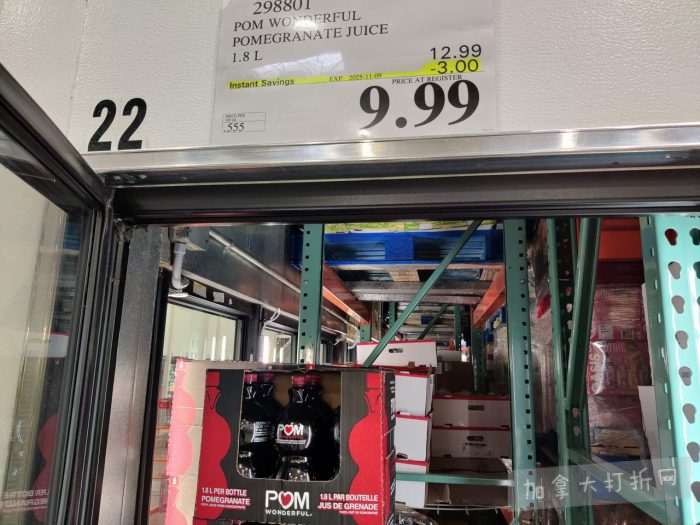 298801
POM WONDERFUL
POMEGRANATE JUICE
1.8 L
12.99
-3.00
Instant Savings EXP. 2025-11-09 PRICE AT REGISTER
9.99
.555
22
POM
1.8 L PER BOTTLE
POMEGRANATE
POM
WONDERFUL
1.8 L PAR BOUTEILLE
JUS DE GRENADE
加拿大打折网